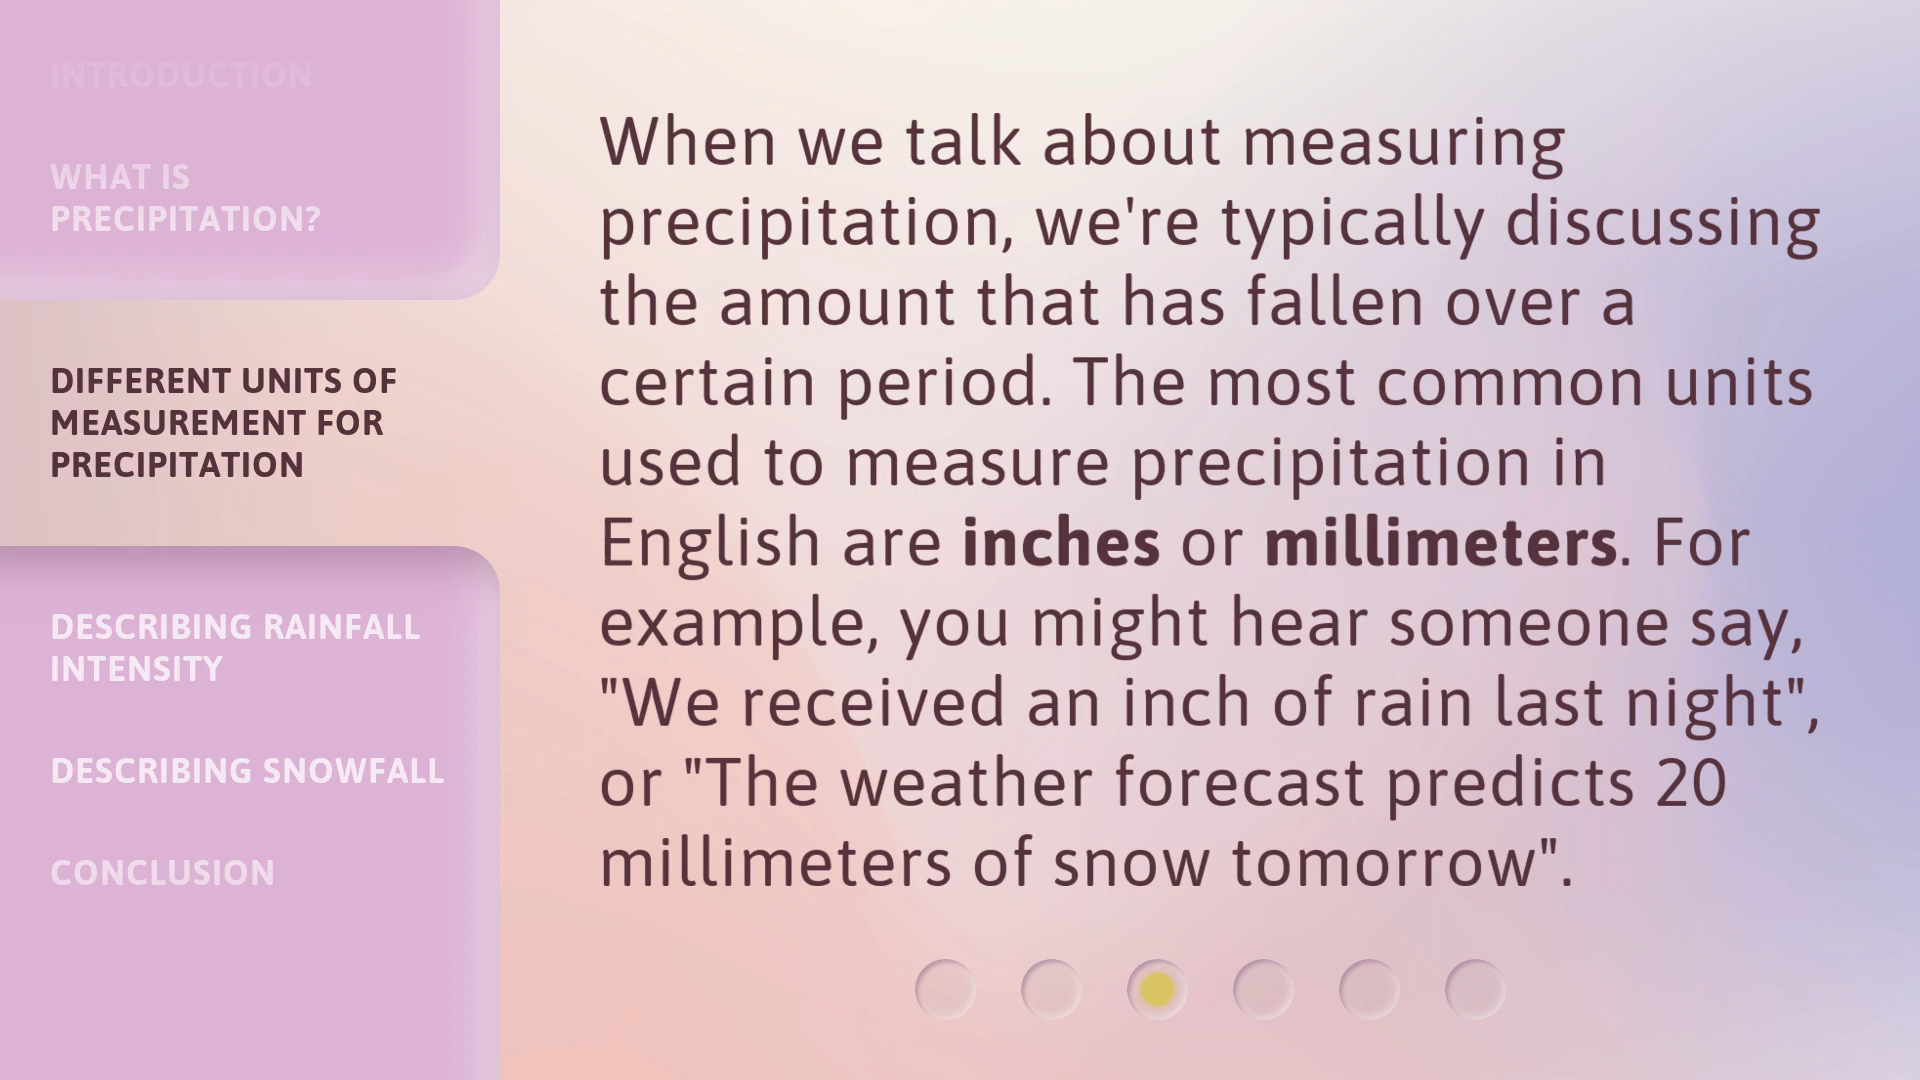 INTRODUCTION
WHAT IS
PRECIPITATION?
DIFFERENT UNITS OF
MEASUREMENT FOR
PRECIPITATION
DESCRIBING RAINFALL
INTENSITY
DESCRIBING SNOWFALL
CONCLUSION
When we talk about measuring
precipitation, we're typically discussing
the amount that has fallen over a
certain period. The most common units
used to measure precipitation in
English are inches or millimeters. For
example, you might hear someone say,
"We received an inch of rain last night",
or "The weather forecast predicts 20
millimeters of snow tomorrow".